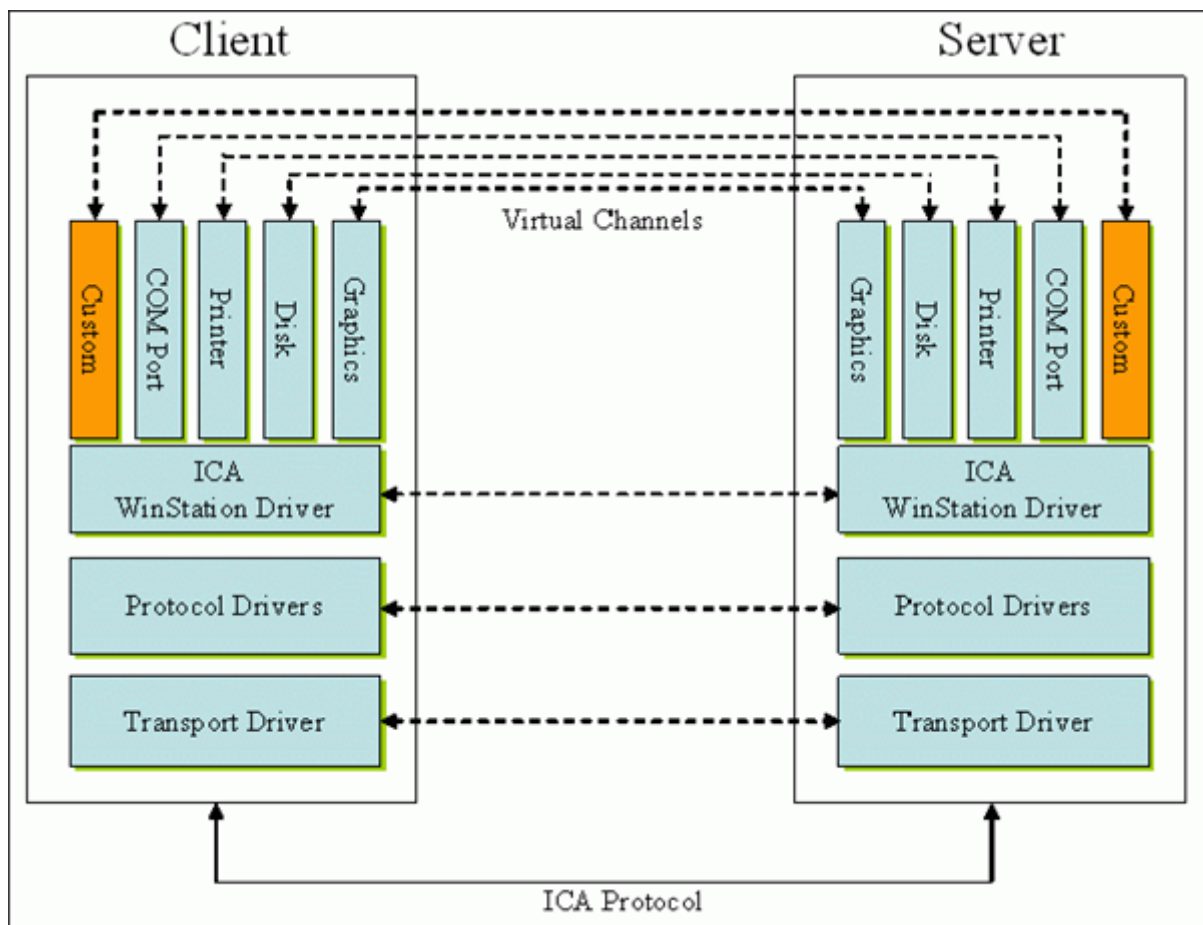 Client
Server
Virtual Channels
Custom
COM Port
Printer
Disk
Graphics
Graphics
Disk
Printer
COM Port
Custom
ICA
WinStation Driver
ICA
WinStation Driver
Protocol Drivers
Protocol Drivers
Transport Driver
Transport Driver
ICA Protocol